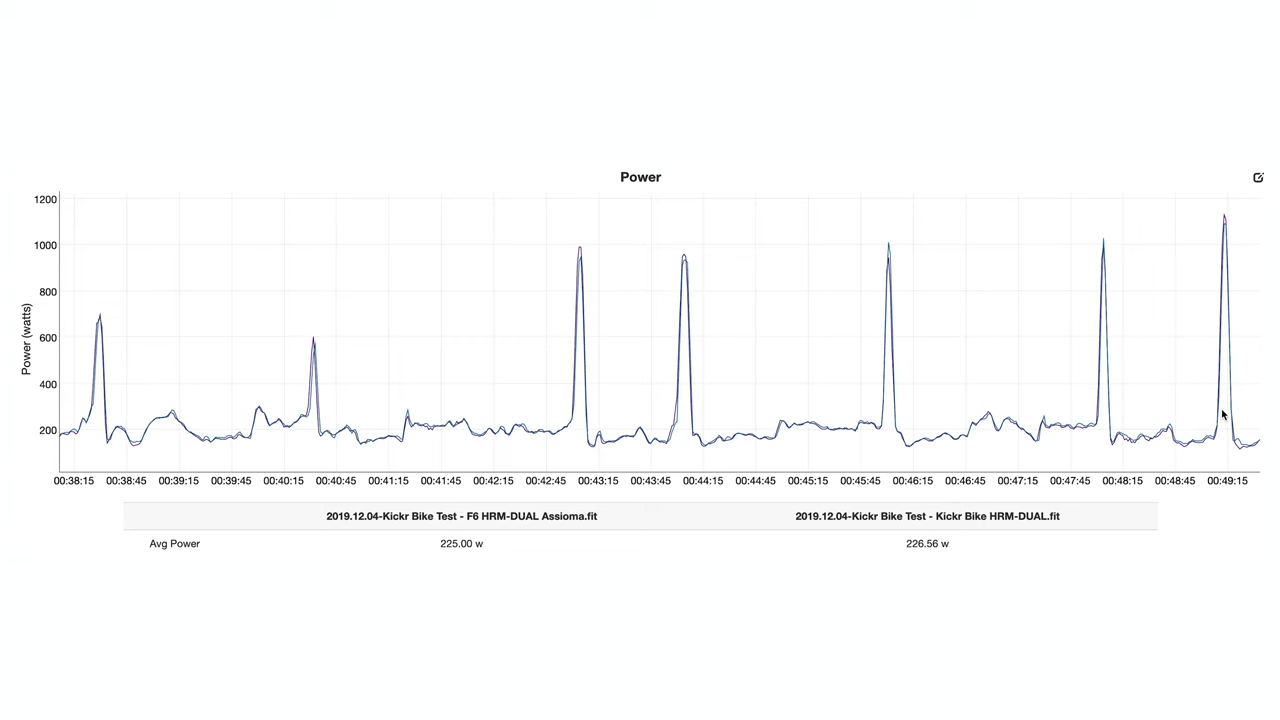 Power
1200
1000
800
600
400
200
Power (watts)
00:38:15 00:38:45 00:39:15 00:39:45 00:40:15 00:40:45 00:41:15 00:41:45 00:42:15 00:42:45 00:43:15 00:43:45 00:44:15 00:44:45 00:45:15 00:45:45 00:46:15 00:46:45 00:47:15 00:47:45 00:48:15 00:48:45 00:49:15
2019.12.04-Kickr Bike Test - F6 HRM-DUAL Assioma.fit 2019.12.04-Kickr Bike Test - Kickr Bike HRM-DUAL.fit
Avg Power 225.00 w 226.56 w